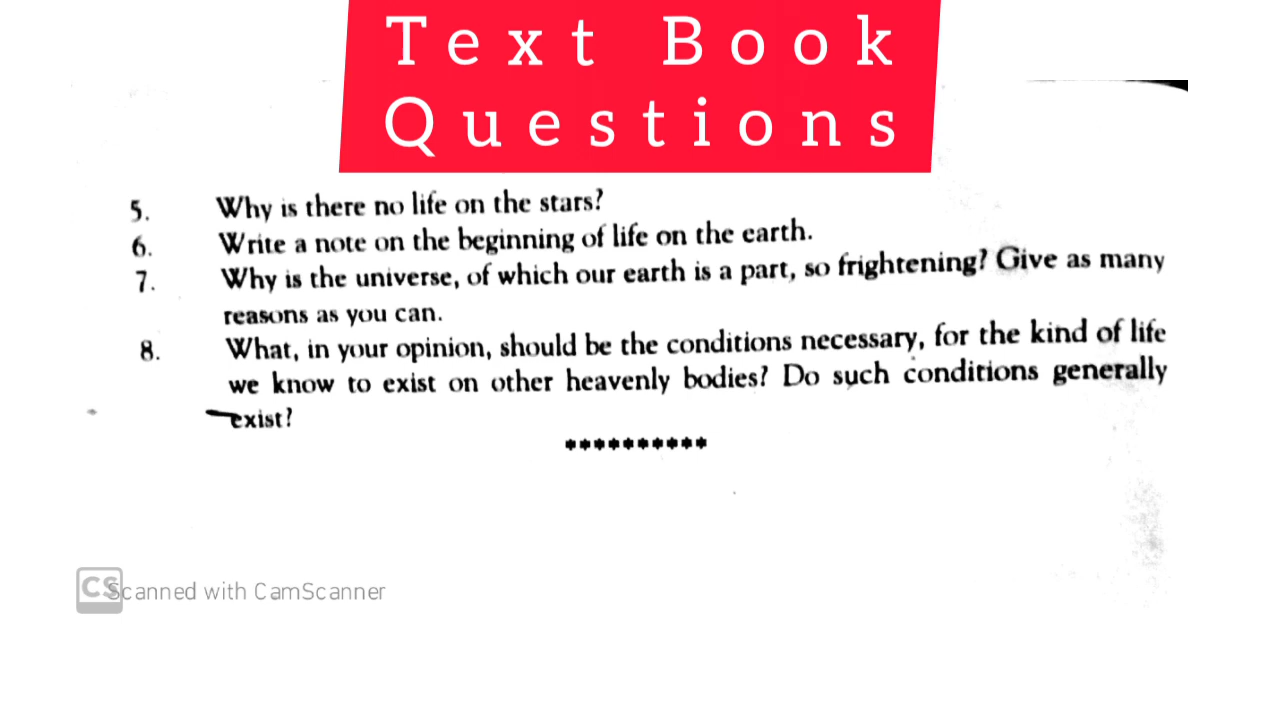 Text Book
Questions
5. Why is there no life on the stars?
6. Write a note on the beginning of life on the earth.
7. Why is the universe, of which our earth is a part, so frightening? Give as many
reasons as you can.
8. What, in your opinion, should be the conditions necessary, for the kind of life
we know to exist on other heavenly bodies? Do such conditions generally
exist?
**********
CS Scanned with CamScanner